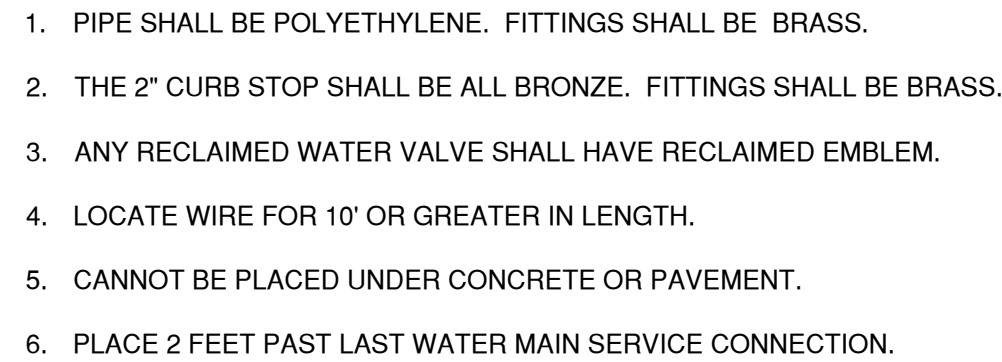 1. PIPE SHALL BE POLYETHYLENE. FITTINGS SHALL BE BRASS.
2. THE 2" CURB STOP SHALL BE ALL BRONZE. FITTINGS SHALL BE BRASS.
3. ANY RECLAIMED WATER VALVE SHALL HAVE RECLAIMED EMBLEM.
4. LOCATE WIRE FOR 10' OR GREATER IN LENGTH.
5. CANNOT BE PLACED UNDER CONCRETE OR PAVEMENT.
6. PLACE 2 FEET PAST LAST WATER MAIN SERVICE CONNECTION.